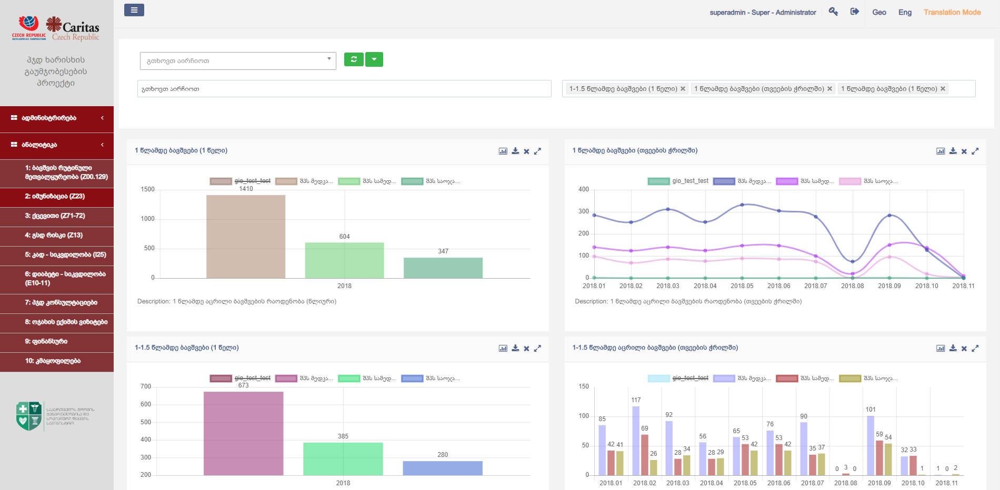 superadmin - Super - Administrator
Geo
Eng
Translation Mode
CZECH REPUBLIC
DEVELOPMENT COOPERATION
Caritas
Czech Republic
პჯდ ხარისხის
გაუმჯობესების
პროექტი
ადმინისტრირება
ანალიტიკა
1: ბავშვის რუტინული
მეთვალყურეობა (Z00.129)
2: იმუნიზაცია (Z23)
3: ქცევითი (Z71-72)
4: გსდ რისკი (Z13)
5: კად - სიკვდილობა (I25)
6: დიაბეტი - სიკვდილობა
(E10-11)
7: პჯდ კონსულტაციები
8: ოჯახის ექიმის ვიზიტები
9: ფინანსური
10: კმაყოფილება
საქართველოს შრომის
ჯანმრთელობისა და
სოციალური დაცვის
სამინისტრო
გთხოვთ აირჩიოთ
გთხოვთ აირჩიოთ
1-1.5 წლამდე ბავშვები (1 წელი) 1 წლამდე ბავშვები (თვეების ჭრილში) 1 წლამდე ბავშვები (1 წელი)
1 წლამდე ბავშვები (1 წელი)
gio_test_test შპს მედკა... შპს სამედ... შპს საოჯა...
1410
1500
1000
604
500
347
0
2018
Description: 1 წლამდე აცრილი ბავშვების რაოდენობა (წლიური)
1 წლამდე ბავშვები (თვეების ჭრილში)
gio_test_test შპს მედკა... შპს სამედ... შპს საოჯა...
400
300
200
100
0
2018.01 2018.02 2018.03 2018.04 2018.05 2018.06 2018.07 2018.08 2018.09 2018.10 2018.11
Description: 1 წლამდე აცრილი ბავშვების რაოდენობა (თვეების ჭრილში)
1-1.5 წლამდე ბავშვები (1 წელი)
gio_test_test შპს მედკა... შპს სამედ... შპს საოჯა...
673
700
600
500
400
385
300
280
200
2018
1-1.5 წლამდე აცრილი ბავშვები (თვეების ჭრილში)
gio_test_test შპს მედკა... შპს სამედ... შპს საოჯა...
150
100
50
0
85 42 41 117 69 26 92 28 34 56 28 29 65 53 42 76 53 42 90 35 37 0 3 0 101 59 54 32 33 1 1 0 2
2018.01 2018.02 2018.03 2018.04 2018.05 2018.06 2018.07 2018.08 2018.09 2018.10 2018.11